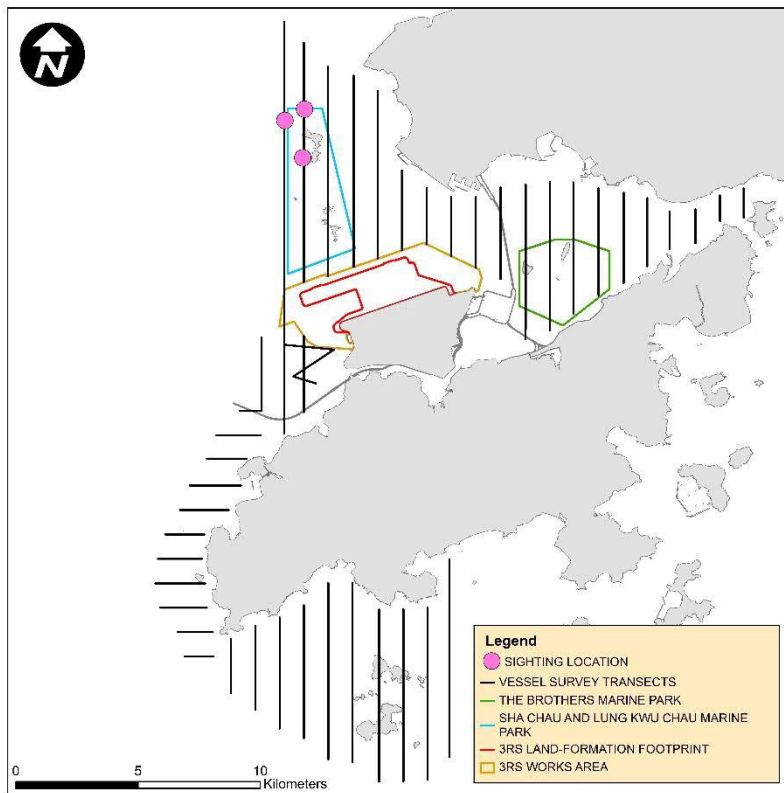 N
Legend
SIGHTING LOCATION
VESSEL SURVEY TRANSECTS
THE BROTHERS MARINE PARK
SHA CHAU AND LUNG KWU CHAU MARINE
PARK
3RS LAND-FORMATION FOOTPRINT
3RS WORKS AREA
0 5 10
Kilometers